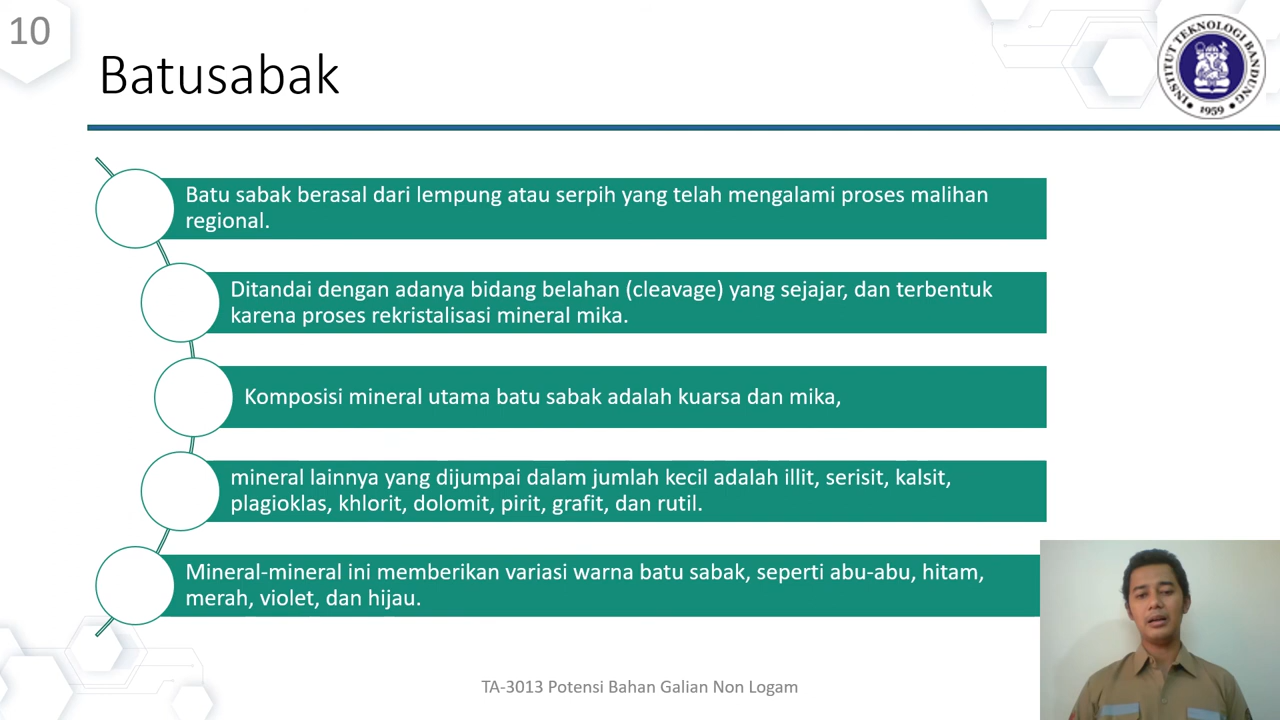 10
Batusabak
INSTITUT TEKNOLOGI BANDUNG
1959
Batu sabak berasal dari lempung atau serpih yang telah mengalami proses malihan
regional.
Ditandai dengan adanya bidang belahan (cleavage) yang sejajar, dan terbentuk
karena proses rekristalisasi mineral mika.
Komposisi mineral utama batu sabak adalah kuarsa dan mika,
mineral lainnya yang dijumpai dalam jumlah kecil adalah illit, serisit, kalsit,
plagioklas, khlorit, dolomit, pirit, grafit, dan rutil.
Mineral-mineral ini memberikan variasi warna batu sabak, seperti abu-abu, hitam,
merah, violet, dan hijau.
TA-3013 Potensi Bahan Galian Non Logam